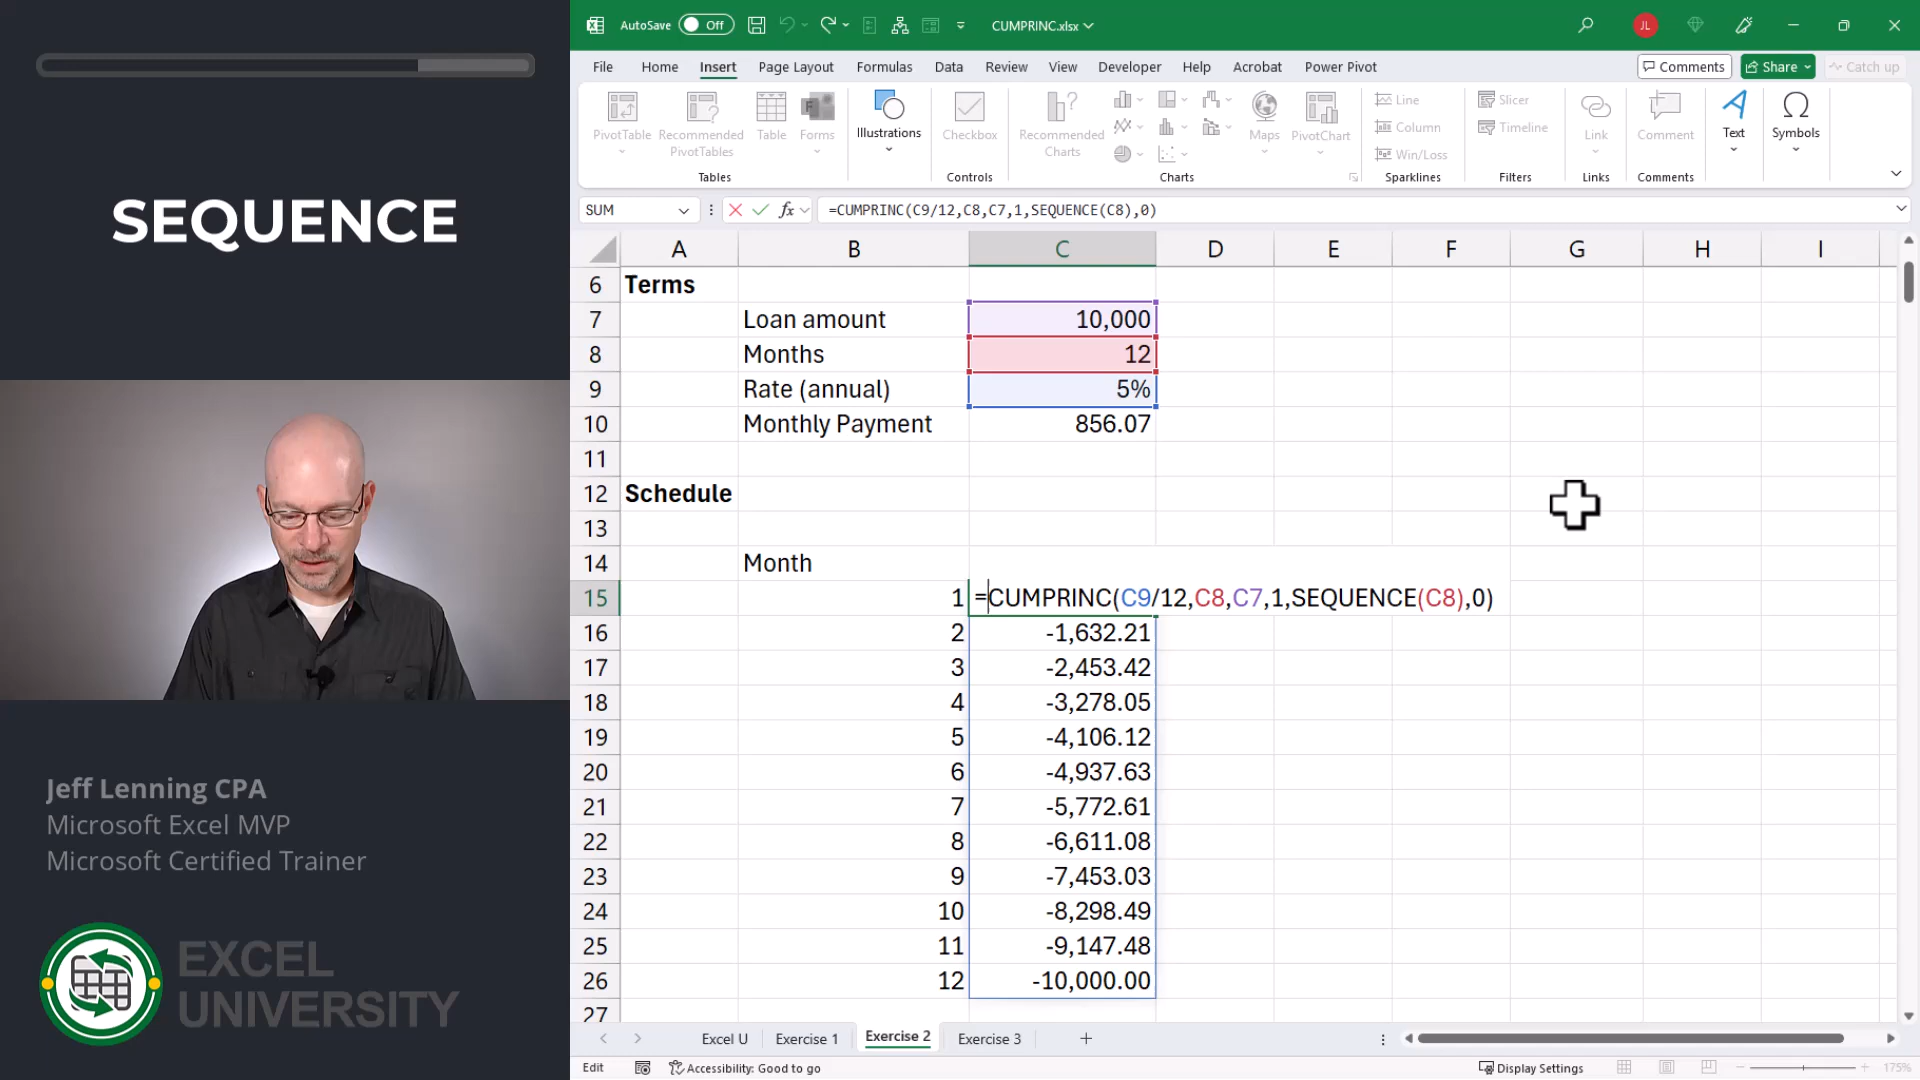 SEQUENCE
Jeff Lenning CPA
Microsoft Excel MVP
Microsoft Certified Trainer
EXCEL
UNIVERSITY
AutoSave Off CUMPRINC.xlsx JL
File Home Insert Page Layout Formulas Data Review View Developer Help Acrobat Power Pivot Comments Share Catch up
PivotTable Recommended PivotTables Table Forms Illustrations Checkbox Recommended Charts Maps PivotChart Line Column Win/Loss Slicer Timeline Link Comment Text Symbols
Tables Controls Charts Sparklines Filters Links Comments
SUM fx =CUMPRINC(C9/12,C8,C7,1,SEQUENCE(C8),0)
A B C D E F G H I
6 Terms
7 Loan amount 10,000
8 Months 12
9 Rate (annual) 5%
10 Monthly Payment 856.07
11
12 Schedule
13
14 Month
15 1 =CUMPRINC(C9/12,C8,C7,1,SEQUENCE(C8),0)
16 2 -1,632.21
17 3 -2,453.42
18 4 -3,278.05
19 5 -4,106.12
20 6 -4,937.63
21 7 -5,772.61
22 8 -6,611.08
23 9 -7,453.03
24 10 -8,298.49
25 11 -9,147.48
26 12 -10,000.00
27
Excel U Exercise 1 Exercise 2 Exercise 3
Edit Accessibility: Good to go Display Settings 175%